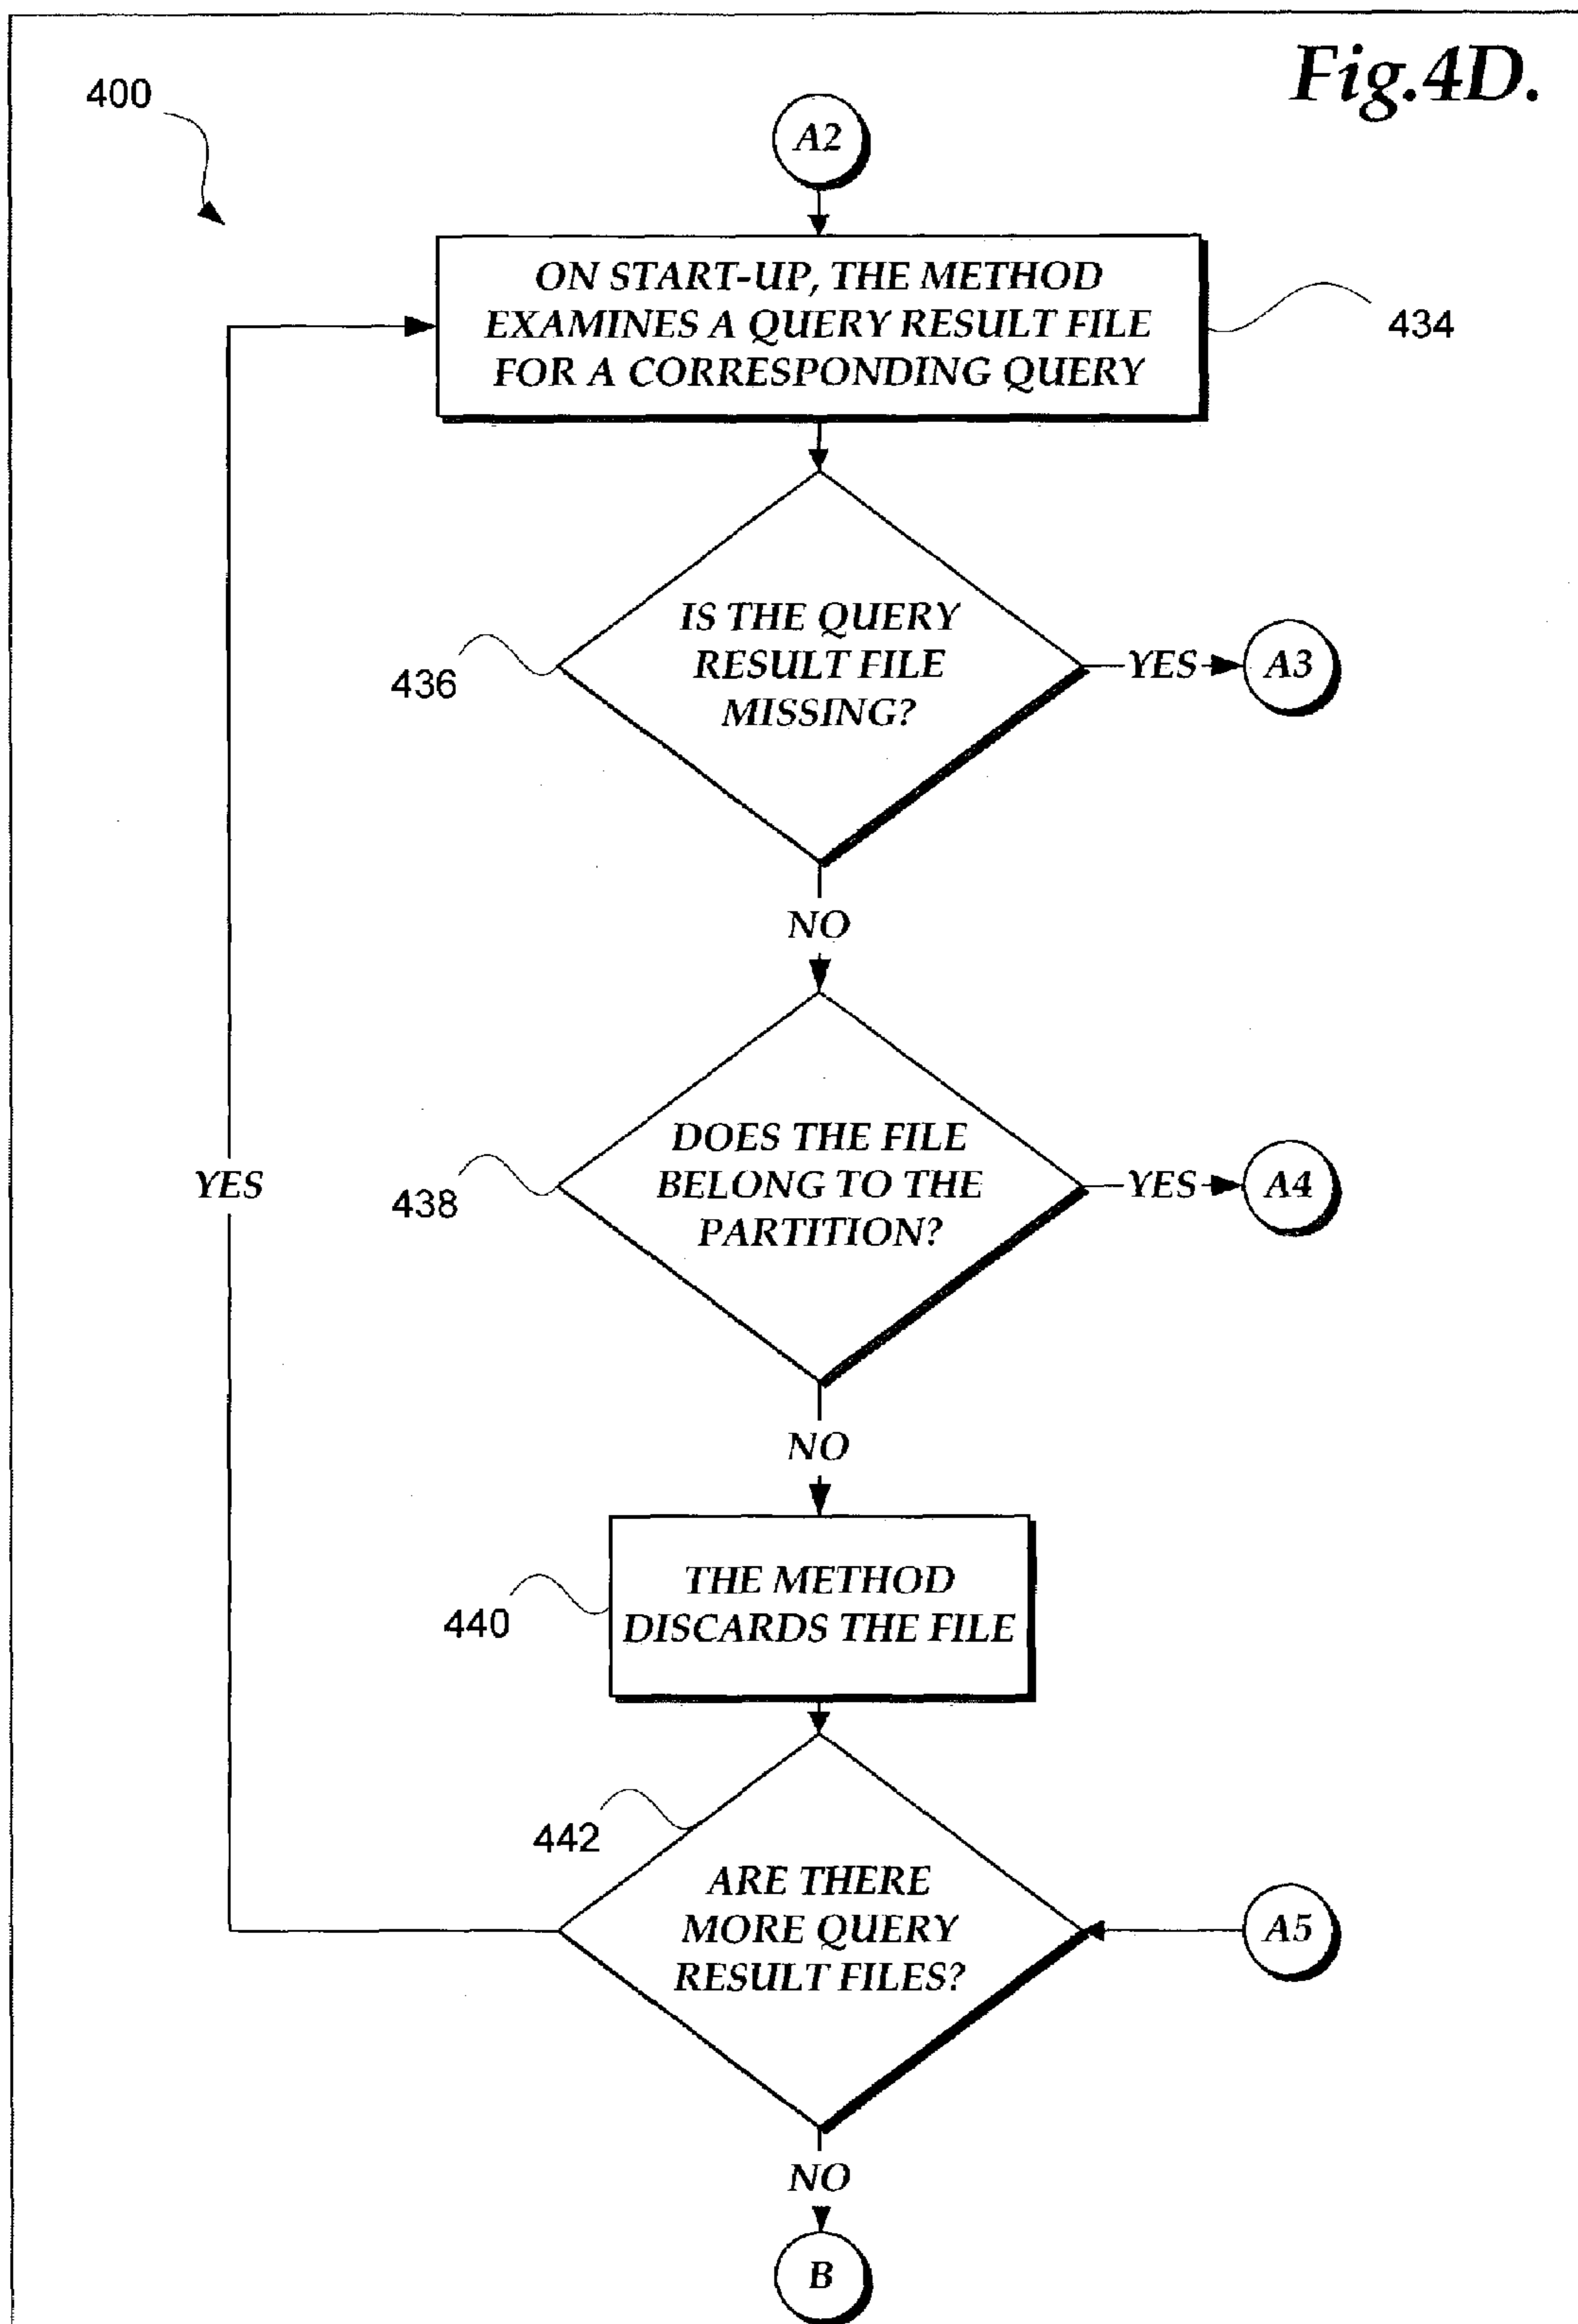 Fig.4D.
400
A2
ON START-UP, THE METHOD
EXAMINES A QUERY RESULT FILE
FOR A CORRESPONDING QUERY
434
IS THE QUERY
RESULT FILE
MISSING?
436
YES
A3
NO
DOES THE FILE
BELONG TO THE
PARTITION?
438
YES
A4
YES
NO
THE METHOD
DISCARDS THE FILE
440
442
ARE THERE
MORE QUERY
RESULT FILES?
A5
NO
B